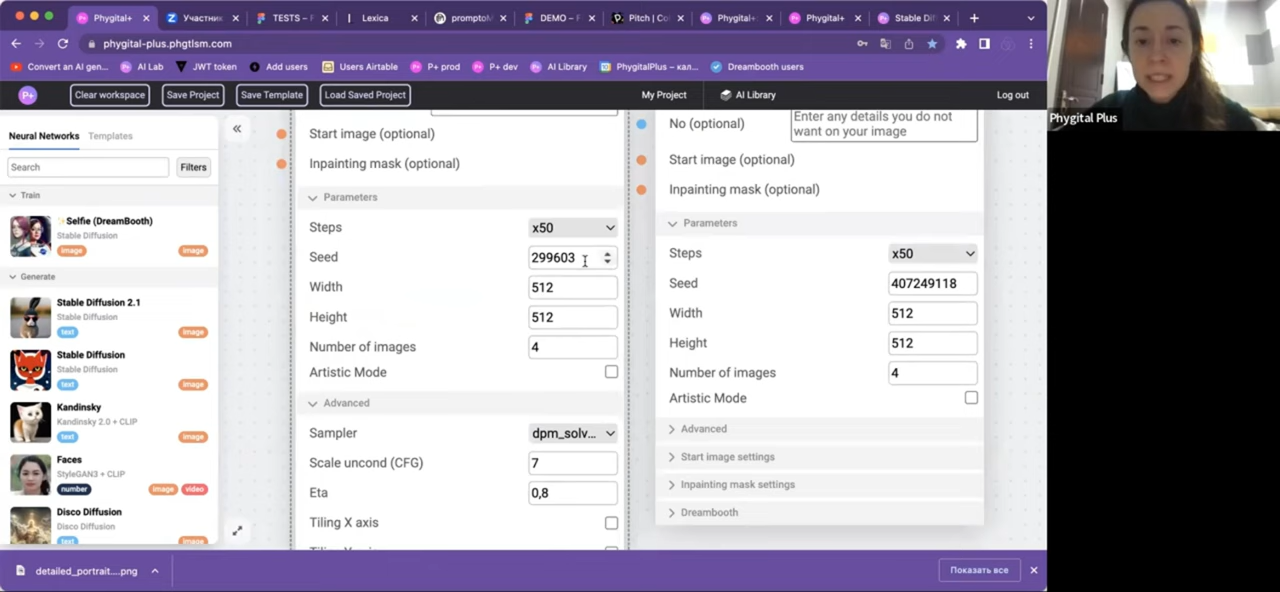 Phygital+
Участник
TESTS – F
Lexica
prompto
DEMO – F
Pitch | Co
Phygital+
Phygital+
Stable Dif
phygital-plus.phgtlsm.com
Convert an AI gen...
AI Lab
JWT token
Add users
Users Airtable
P+ prod
P+ dev
AI Library
PhygitalPlus – кал...
Dreambooth users
P+
Clear workspace
Save Project
Save Template
Load Saved Project
My Project
AI Library
Log out
Phygital Plus
Neural Networks
Templates
Search
Filters
Train
Selfie (DreamBooth)
Stable Diffusion
image
image
Generate
Stable Diffusion 2.1
Stable Diffusion
text
image
Stable Diffusion
Stable Diffusion
text
image
Kandinsky
Kandinsky 2.0 + CLIP
text
image
Faces
StyleGAN3 + CLIP
number
image
video
Disco Diffusion
Disco Diffusion
text
image
Start image (optional)
Inpainting mask (optional)
Parameters
Steps
x50
Seed
299603
Width
512
Height
512
Number of images
4
Artistic Mode
Advanced
Sampler
dpm_solv...
Scale uncond (CFG)
7
Eta
0,8
Tiling X axis
No (optional)
Enter any details you do not
want on your image
Start image (optional)
Inpainting mask (optional)
Parameters
Steps
x50
Seed
407249118
Width
512
Height
512
Number of images
4
Artistic Mode
Advanced
Start image settings
Inpainting mask settings
Dreambooth
detailed_portrait....png
Показать все